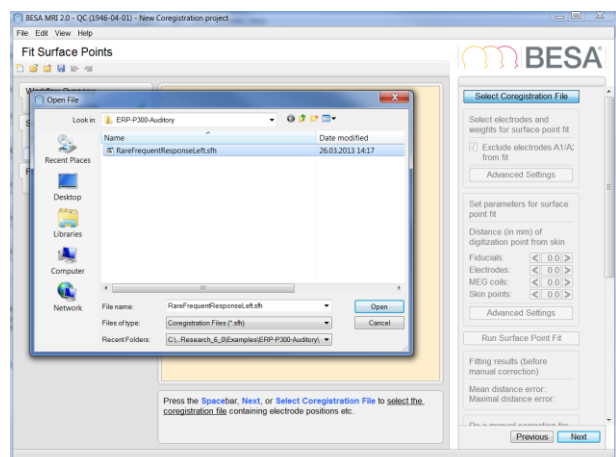 BESA MRI 2.0 - QC (1946-04-01) - New Coregistration project
File Edit View Help
Fit Surface Points
BESA®
Open File
Look in: ERP-P300-Auditory
Name Date modified
RareFrequentResponseLeft.sfh 26.03.2013 14:17
Recent Places
Desktop
Libraries
Computer
Network
File name: RareFrequentResponseLeft.sfh Open
Files of type: Coregistration Files (*.sfh) Cancel
Recent Folders: C:\..Research_6_0\Examples\ERP-P300-Auditory\
Press the Spacebar, Next, or Select Coregistration File to select the
coregistration file containing electrode positions etc.
Select Coregistration File
Select electrodes and
weights for surface point fit
Exclude electrodes A1/A:
from fit
Advanced Settings
Set parameters for surface
point fit
Distance (in mm) of
digitization point from skin
Fiducials: < 0.0 >
Electrodes: < 0.0 >
MEG coils: < 0.0 >
Skin points: < 0.0 >
Advanced Settings
Run Surface Point Fit
Fitting results (before
manual correction)
Mean distance error:
Maximal distance error:
Previous Next